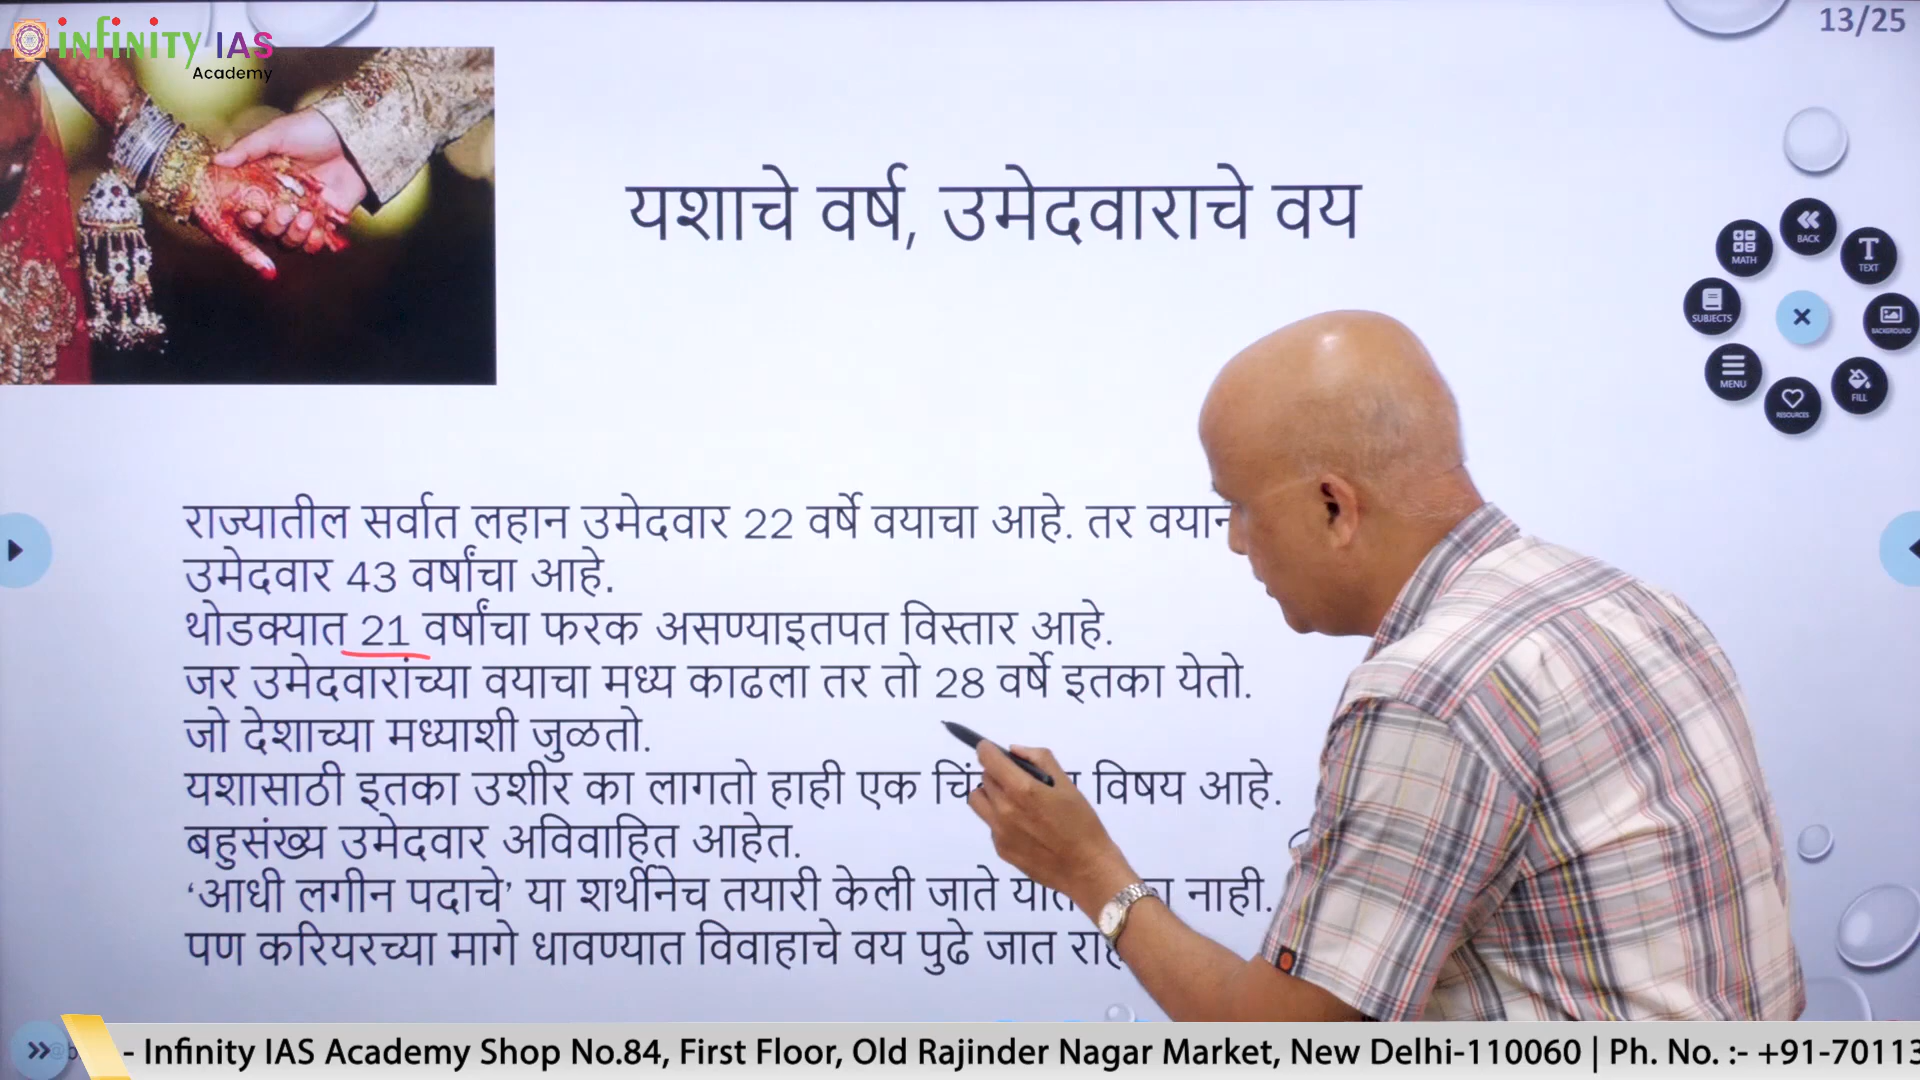 infinity IAS
Academy
13/25
यशाचे वर्ष, उमेदवाराचे वय
BACK
MATH
TEXT
SUBJECTS
BACKGROUND
MENU
FILL
RESOURCES
राज्यातील सर्वात लहान उमेदवार 22 वर्षे वयाचा आहे. तर
उमेदवार 43 वर्षांचा आहे.
थोडक्यात 21 वर्षांचा फरक असण्याइतपत विस्तार आहे.
जर उमेदवारांच्या वयाचा मध्य काढला तर तो 28 वर्षे इतका येतो.
जो देशाच्या मध्याशी जुळतो.
यशासाठी इतका उशीर का लागतो हाही एक विषय आहे.
बहुसंख्य उमेदवार अविवाहित आहेत.
‘आधी लगीन पदाचे’ या शर्थीनेच तयारी केली जाते नाही.
पण करियरच्या मागे धावण्यात विवाहाचे वय पुढे जात
- Infinity IAS Academy Shop No.84, First Floor, Old Rajinder Nagar Market, New Delhi-110060 | Ph. No. :- +91-70113